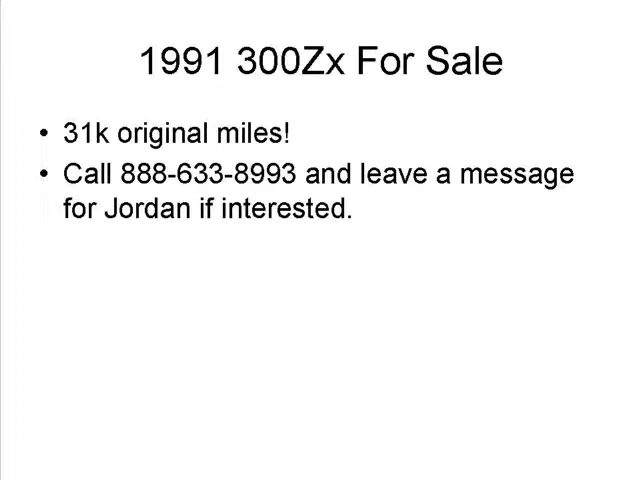 1991 300Zx For Sale
• 31k original miles!
• Call 888-633-8993 and leave a message
for Jordan if interested.